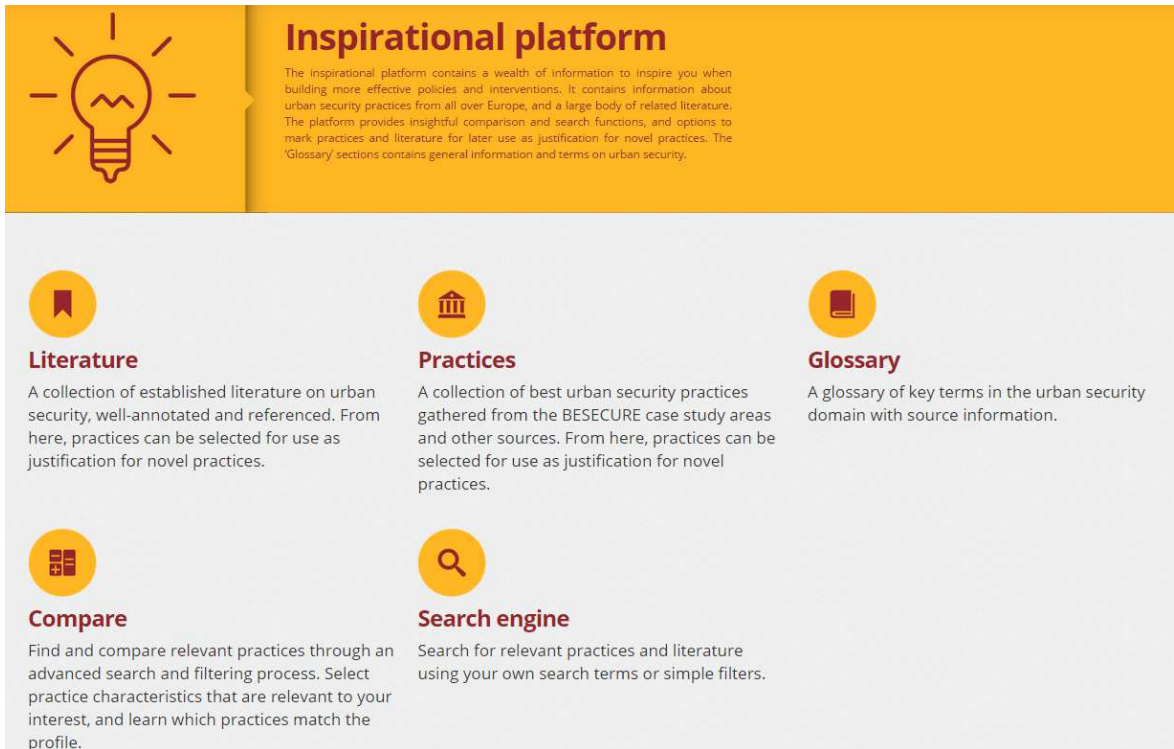 Inspirational platform
The inspirational platform contains a wealth of information to inspire you when
building more effective policies and interventions. It contains information about
urban security practices from all over Europe, and a large body of related literature.
The platform provides insightful comparison and search functions, and options to
mark practices and literature for later use as justification for novel practices. The
'Glossary' sections contains general information and terms on urban security.
Literature
A collection of established literature on urban
security, well-annotated and referenced. From
here, practices can be selected for use as
justification for novel practices.
Practices
A collection of best urban security practices
gathered from the BESECURE case study areas
and other sources. From here, practices can be
selected for use as justification for novel
practices.
Glossary
A glossary of key terms in the urban security
domain with source information.
Compare
Find and compare relevant practices through an
advanced search and filtering process. Select
practice characteristics that are relevant to your
interest, and learn which practices match the
profile.
Search engine
Search for relevant practices and literature
using your own search terms or simple filters.